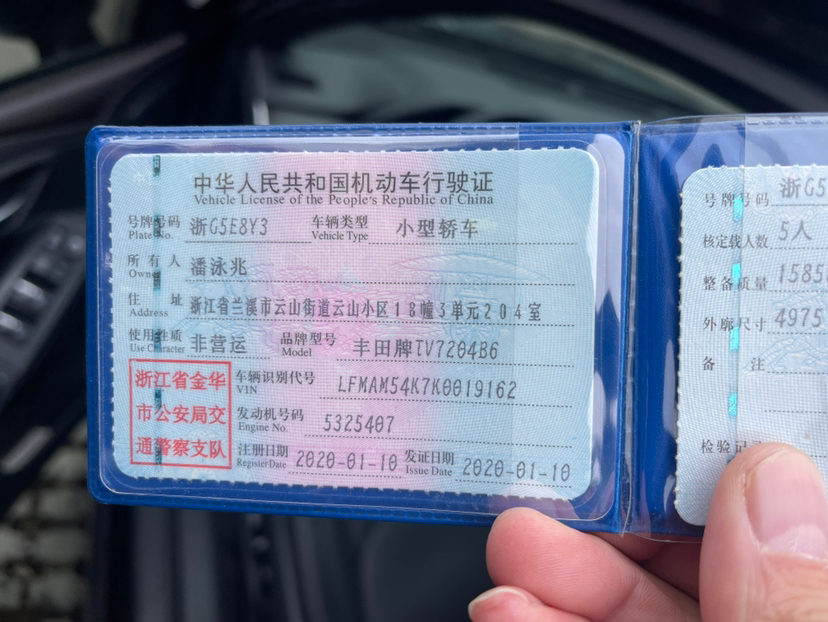 中华人民共和国机动车行驶证
Vehicle License of the People's Republic of China
号牌号码 浙G5E8Y3 车辆类型 小型轿车
Plate No. Vehicle Type
所有人 潘泳兆
Owner
住址 浙江省兰溪市云山街道云山小区18幢3单元204室
Address
使用性质 非营运 品牌型号 丰田牌TV7204B6
Use Character Model
浙江省金华
市公安局交
通警察支队
车辆识别代号 LFMAM54K7K0019162
VIN
发动机号码 5325407
Engine No.
注册日期 2020-01-10 发证日期 2020-01-10
Register Date Issue Date
号牌号码 浙G5
核定载人数 5人
整备质量 1585
外廓尺寸 4975
备注
检验记